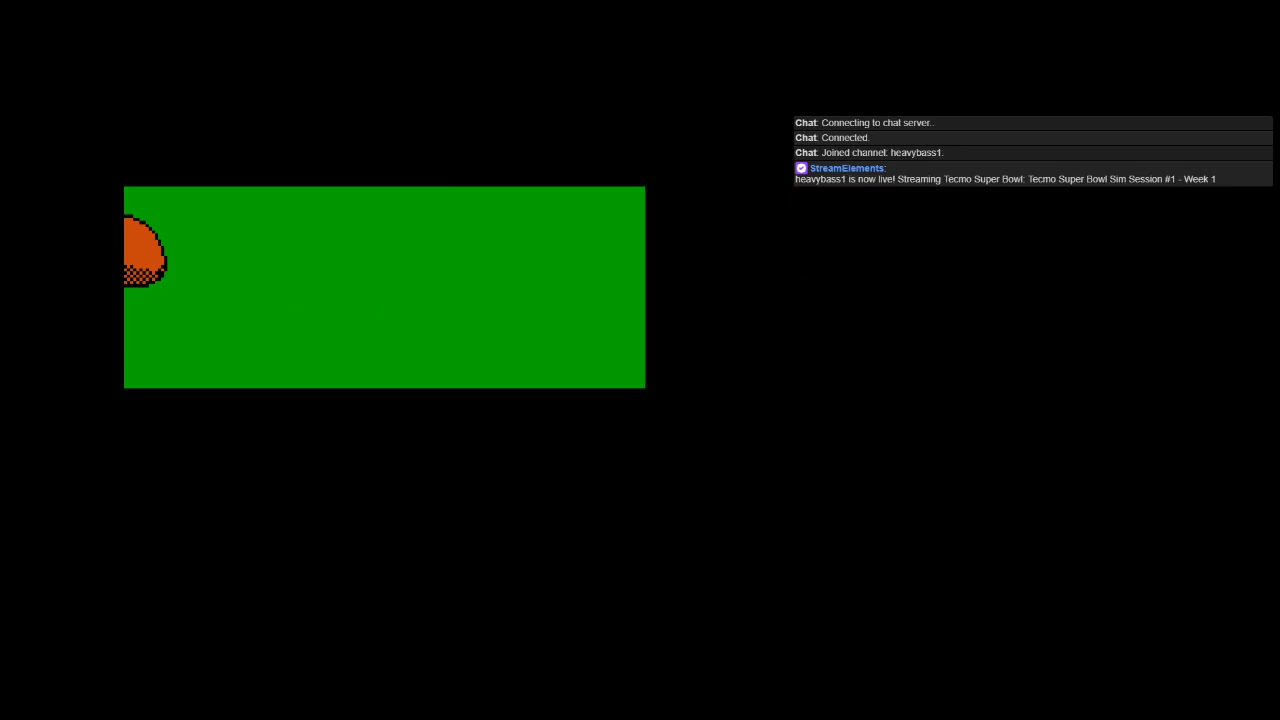 Chat: Connecting to chat server..
Chat: Connected.
Chat: Joined channel: heavybass1.
StreamElements:
heavybass1 is now live! Streaming Tecmo Super Bowl: Tecmo Super Bowl Sim Session #1 - Week 1